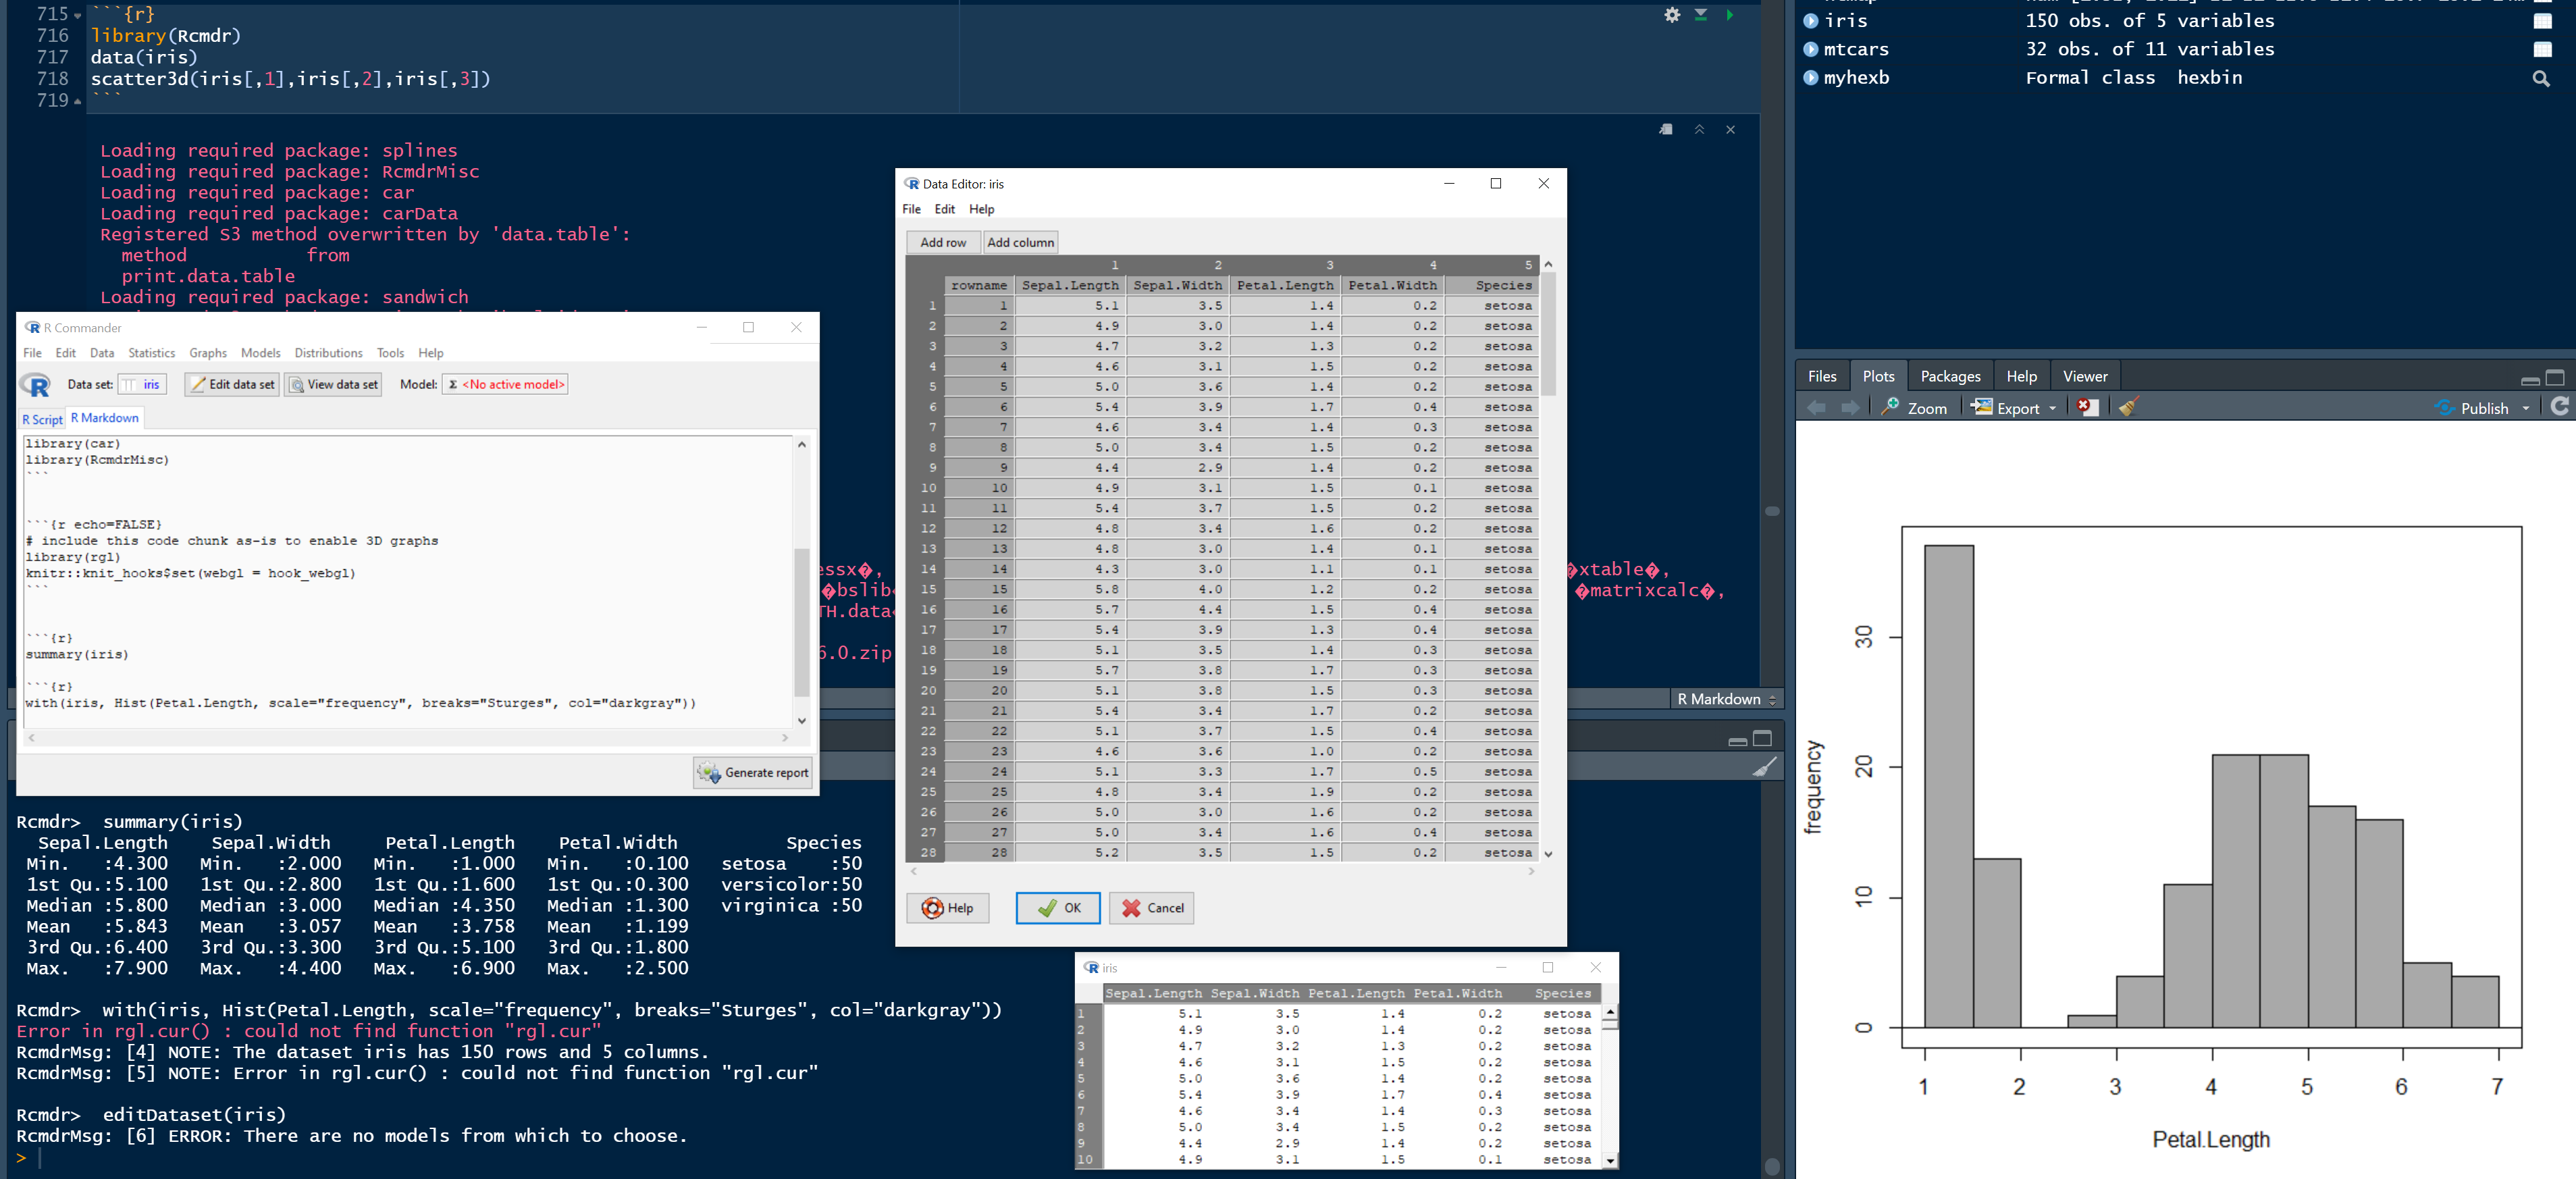 715 ```{r}
716 library(Rcmdr)
717 data(iris)
718 scatter3d(iris[,1],iris[,2],iris[,3])
719 ```
Loading required package: splines
Loading required package: RcmdrMisc
Loading required package: car
Loading required package: carData
Registered S3 method overwritten by 'data.table':
method from
print.data.table
Loading required package: sandwich
essx�,
�xtable�,
�bslib
�matrixcalc�,
TH.data
6.0.zip
R Markdown
R Commander
File Edit Data Statistics Graphs Models Distributions Tools Help
Data set: iris Edit data set View data set Model: Σ <No active model>
R Script R Markdown
library(car)
library(RcmdrMisc)
```
```{r echo=FALSE}
# include this code chunk as-is to enable 3D graphs
library(rgl)
knitr::knit_hooks$set(webgl = hook_webgl)
```
```{r}
summary(iris)
```{r}
with(iris, Hist(Petal.Length, scale="frequency", breaks="Sturges", col="darkgray"))
Generate report
Rcmdr> summary(iris)
Sepal.Length Sepal.Width Petal.Length Petal.Width Species
Min. :4.300 Min. :2.000 Min. :1.000 Min. :0.100 setosa :50
1st Qu.:5.100 1st Qu.:2.800 1st Qu.:1.600 1st Qu.:0.300 versicolor:50
Median :5.800 Median :3.000 Median :4.350 Median :1.300 virginica :50
Mean :5.843 Mean :3.057 Mean :3.758 Mean :1.199
3rd Qu.:6.400 3rd Qu.:3.300 3rd Qu.:5.100 3rd Qu.:1.800
Max. :7.900 Max. :4.400 Max. :6.900 Max. :2.500
Rcmdr> with(iris, Hist(Petal.Length, scale="frequency", breaks="Sturges", col="darkgray"))
Error in rgl.cur() : could not find function "rgl.cur"
RcmdrMsg: [4] NOTE: The dataset iris has 150 rows and 5 columns.
RcmdrMsg: [5] NOTE: Error in rgl.cur() : could not find function "rgl.cur"
Rcmdr> editDataset(iris)
RcmdrMsg: [6] ERROR: There are no models from which to choose.
>
Data Editor: iris
File Edit Help
Add row Add column
1 2 3 4 5
rowname Sepal.Length Sepal.Width Petal.Length Petal.Width Species
1 1 5.1 3.5 1.4 0.2 setosa
2 2 4.9 3.0 1.4 0.2 setosa
3 3 4.7 3.2 1.3 0.2 setosa
4 4 4.6 3.1 1.5 0.2 setosa
5 5 5.0 3.6 1.4 0.2 setosa
6 6 5.4 3.9 1.7 0.4 setosa
7 7 4.6 3.4 1.4 0.3 setosa
8 8 5.0 3.4 1.5 0.2 setosa
9 9 4.4 2.9 1.4 0.2 setosa
10 10 4.9 3.1 1.5 0.1 setosa
11 11 5.4 3.7 1.5 0.2 setosa
12 12 4.8 3.4 1.6 0.2 setosa
13 13 4.8 3.0 1.4 0.1 setosa
14 14 4.3 3.0 1.1 0.1 setosa
15 15 5.8 4.0 1.2 0.2 setosa
16 16 5.7 4.4 1.5 0.4 setosa
17 17 5.4 3.9 1.3 0.4 setosa
18 18 5.1 3.5 1.4 0.3 setosa
19 19 5.7 3.8 1.7 0.3 setosa
20 20 5.1 3.8 1.5 0.3 setosa
21 21 5.4 3.4 1.7 0.2 setosa
22 22 5.1 3.7 1.5 0.4 setosa
23 23 4.6 3.6 1.0 0.2 setosa
24 24 5.1 3.3 1.7 0.5 setosa
25 25 4.8 3.4 1.9 0.2 setosa
26 26 5.0 3.0 1.6 0.2 setosa
27 27 5.0 3.4 1.6 0.4 setosa
28 28 5.2 3.5 1.5 0.2 setosa
Help OK Cancel
iris
Sepal.Length Sepal.Width Petal.Length Petal.Width Species
1 5.1 3.5 1.4 0.2 setosa
2 4.9 3.0 1.4 0.2 setosa
3 4.7 3.2 1.3 0.2 setosa
4 4.6 3.1 1.5 0.2 setosa
5 5.0 3.6 1.4 0.2 setosa
6 5.4 3.9 1.7 0.4 setosa
7 4.6 3.4 1.4 0.3 setosa
8 5.0 3.4 1.5 0.2 setosa
9 4.4 2.9 1.4 0.2 setosa
10 4.9 3.1 1.5 0.1 setosa
iris 150 obs. of 5 variables
mtcars 32 obs. of 11 variables
myhexb Formal class hexbin
Files Plots Packages Help Viewer
Zoom Export Publish
frequency
30
20
10
0
1 2 3 4 5 6 7
Petal.Length